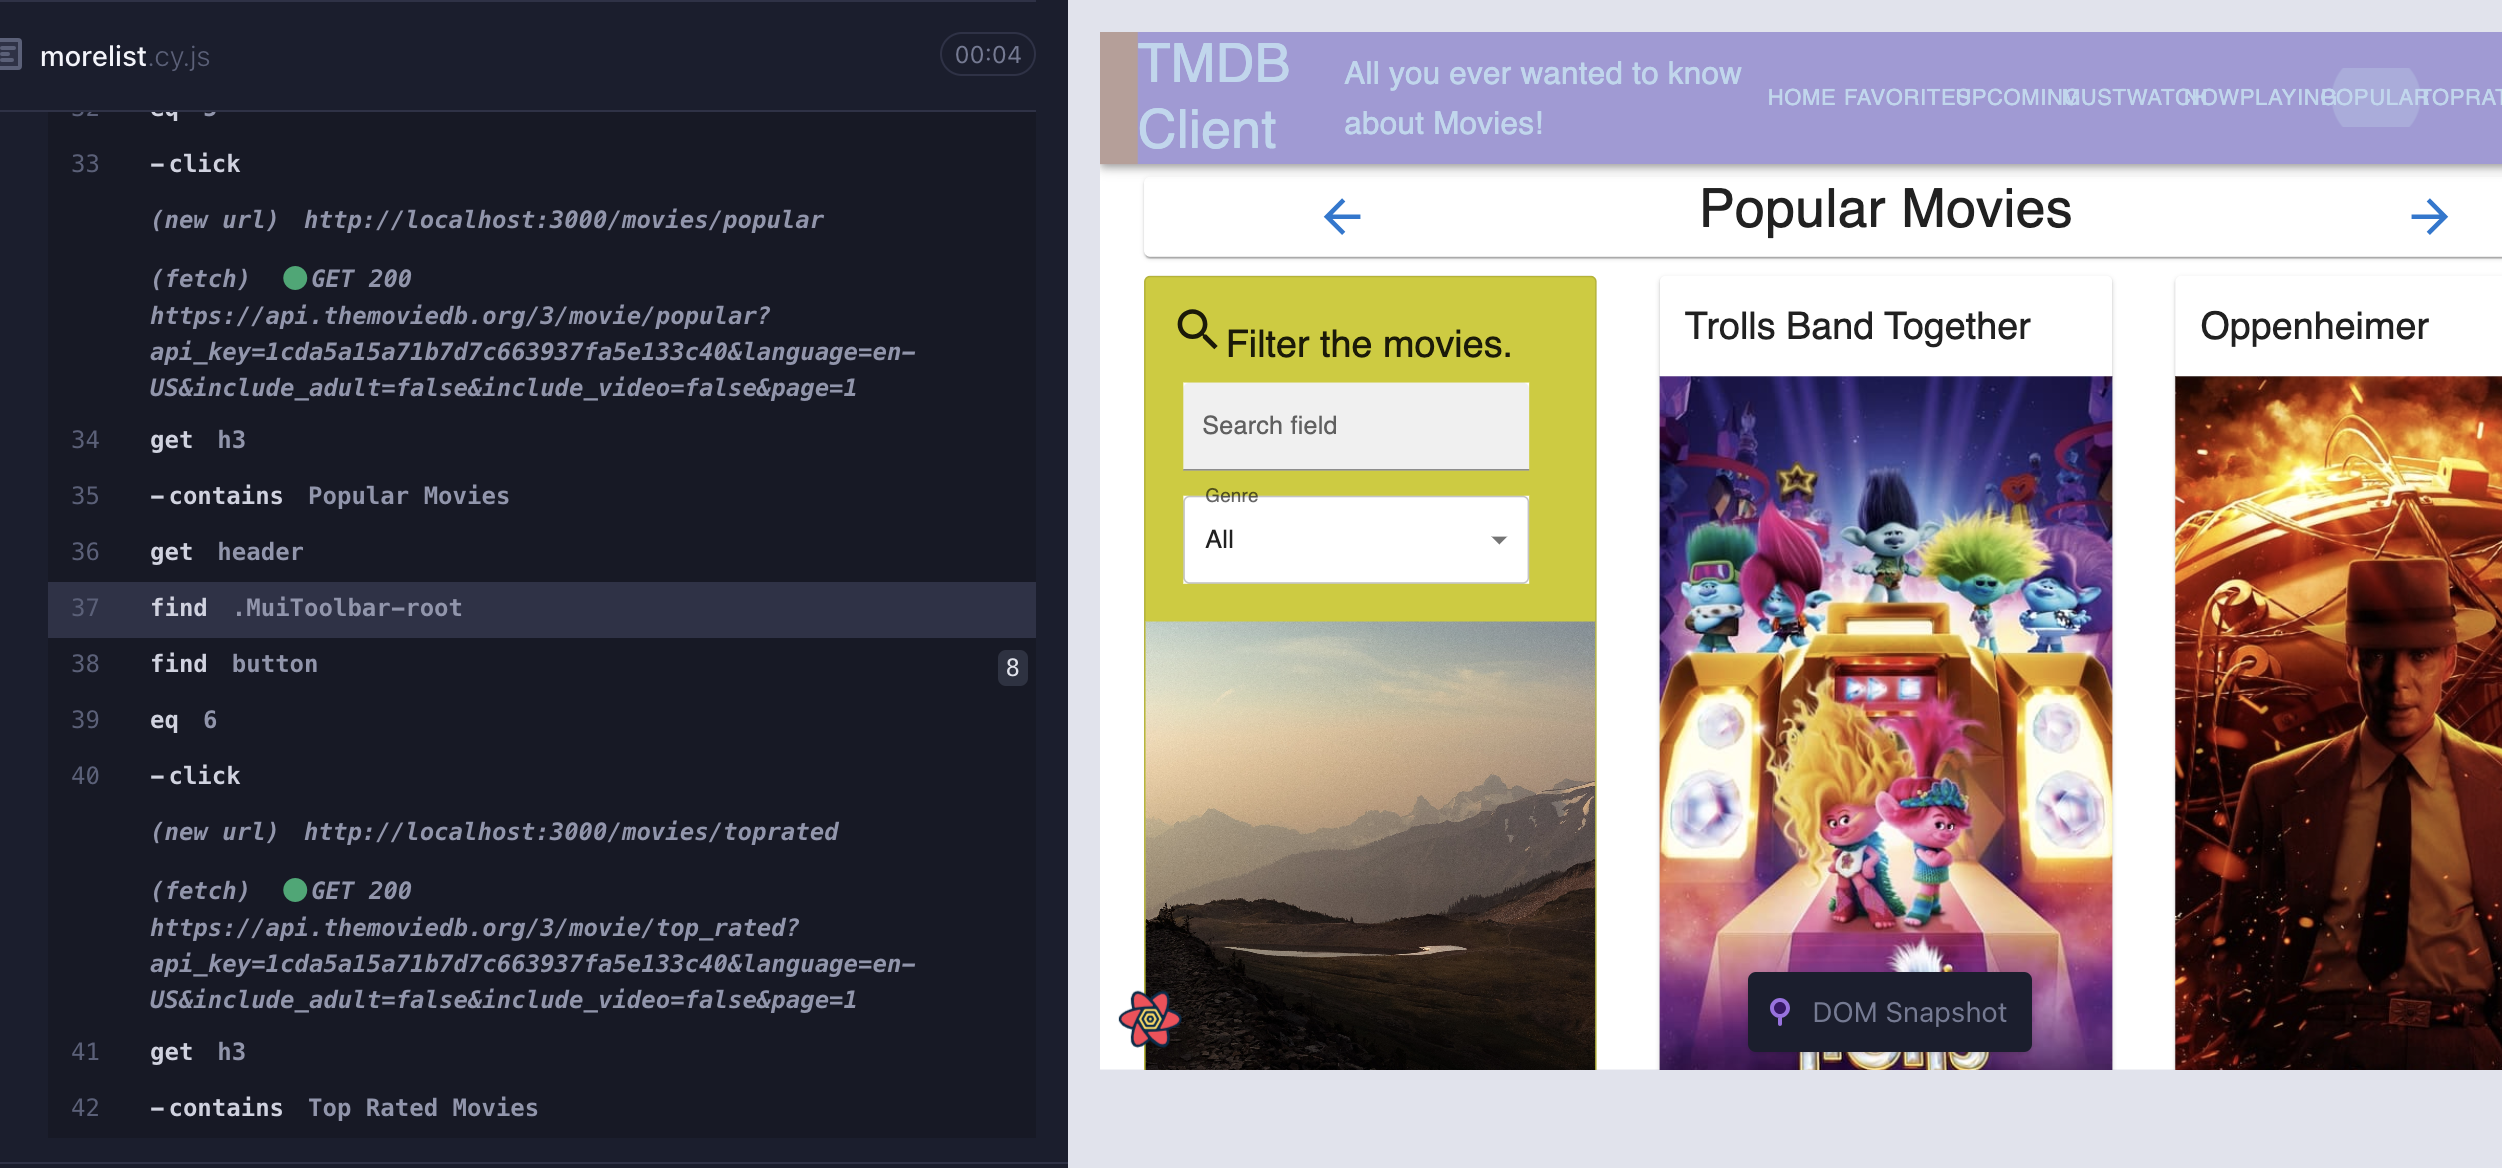 morelist.cy.js 00:04
33 -click
(new url) http://localhost:3000/movies/popular
(fetch) GET 200
https://api.themoviedb.org/3/movie/popular?
api_key=1cda5a15a71b7d7c663937fa5e133c40&language=en-
US&include_adult=false&include_video=false&page=1
34 get h3
35 -contains Popular Movies
36 get header
37 find .MuiToolbar-root
38 find button 8
39 eq 6
40 -click
(new url) http://localhost:3000/movies/toprated
(fetch) GET 200
https://api.themoviedb.org/3/movie/top_rated?
api_key=1cda5a15a71b7d7c663937fa5e133c40&language=en-
US&include_adult=false&include_video=false&page=1
41 get h3
42 -contains Top Rated Movies
TMDB
Client
All you ever wanted to know
about Movies!
HOME FAVORITES UPCOMING MUSTWATCH NOWPLAYING POPULAR TOPRAT
Popular Movies
Filter the movies.
Search field
Genre
All
Trolls Band Together
Oppenheimer
DOM Snapshot